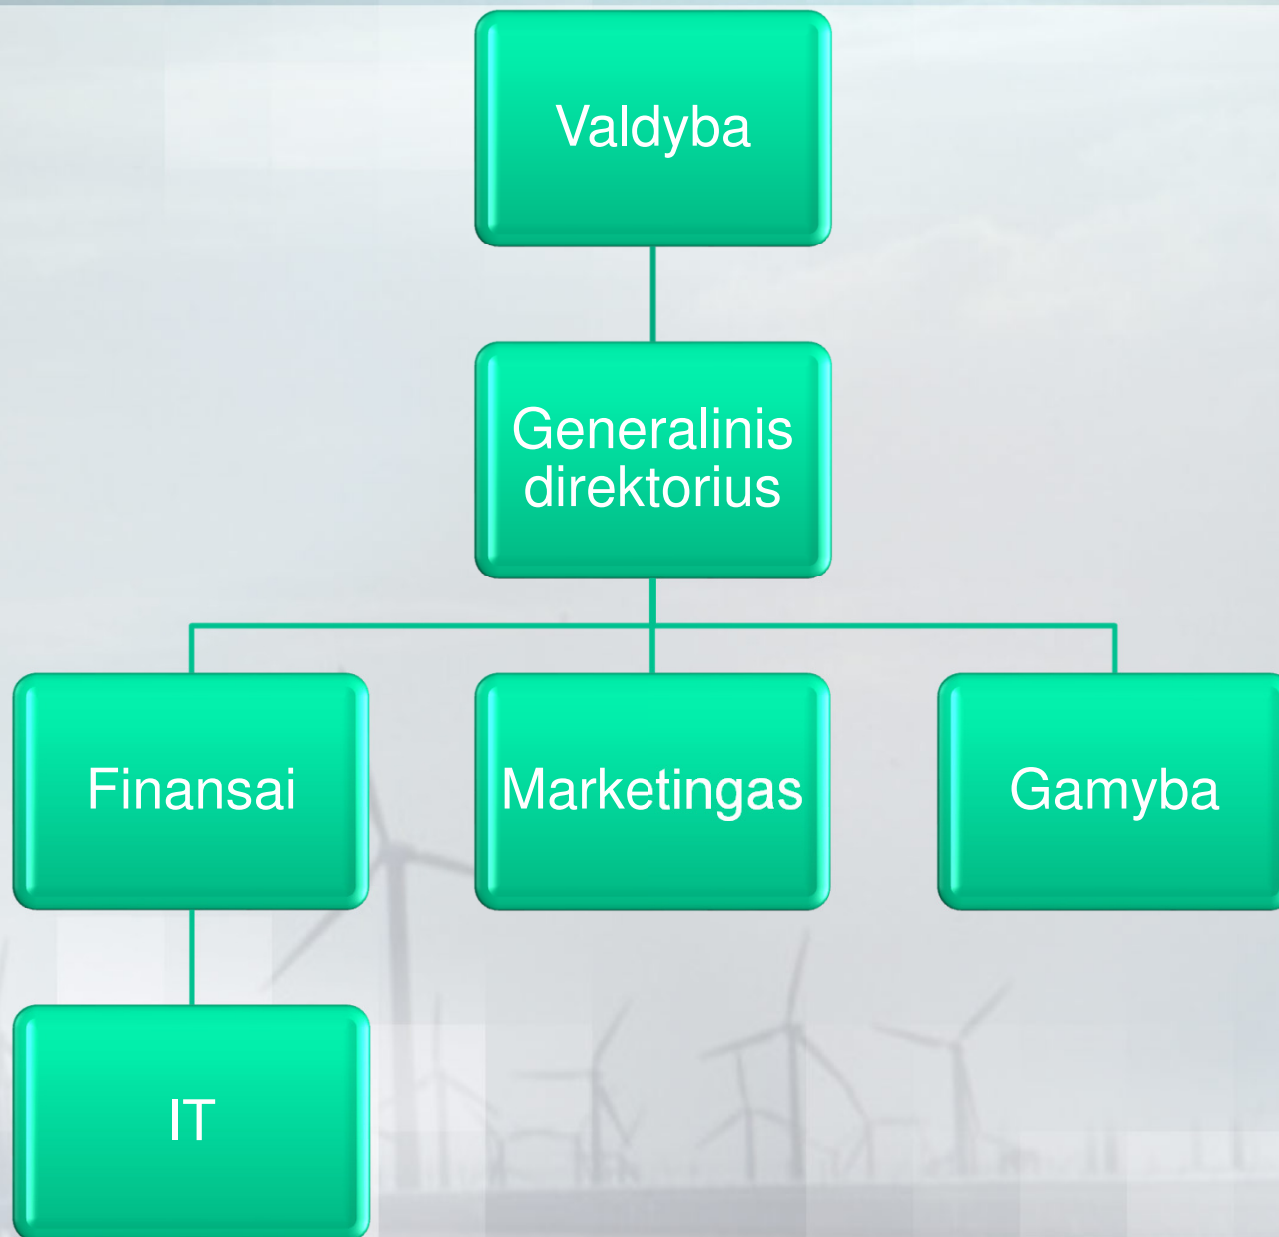 Valdyba
Generalinis
direktorius
Finansai
Marketingas
Gamyba
IT